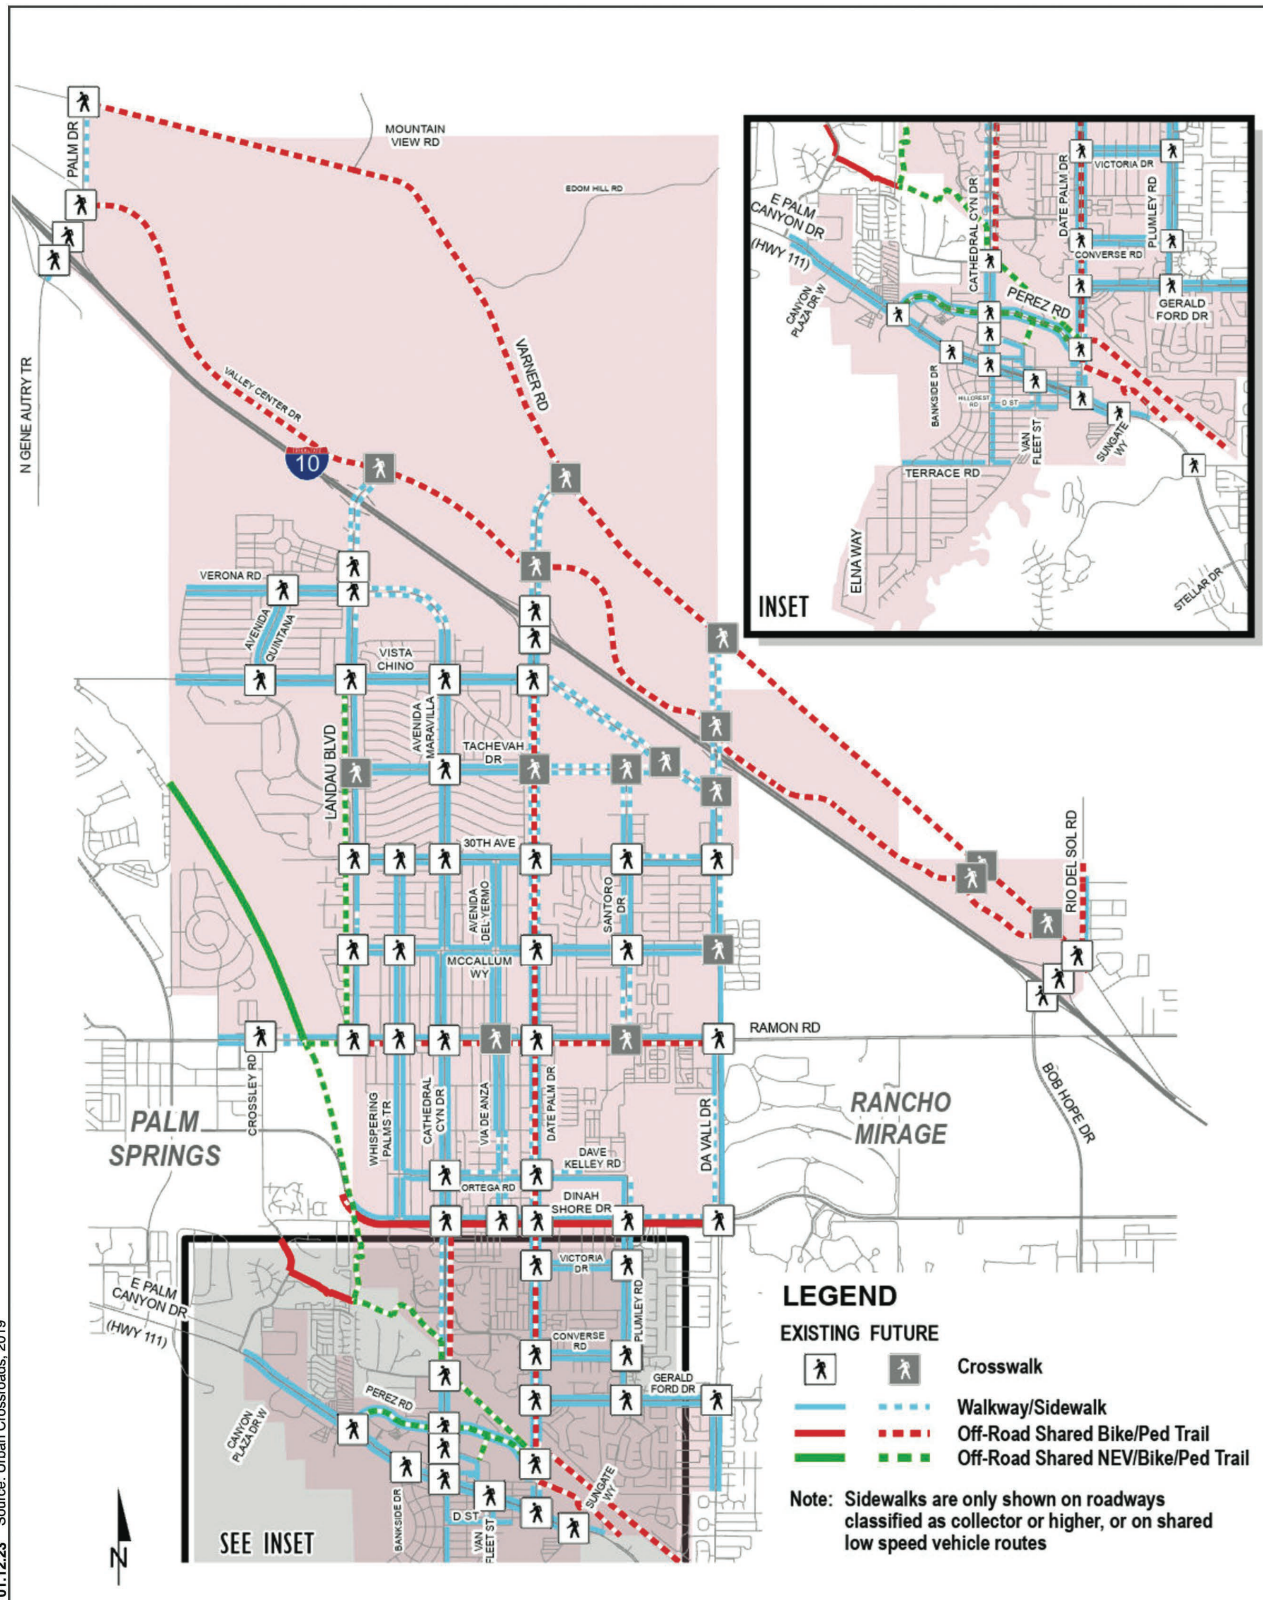 MOUNTAIN
VIEW RD
PALM DR
EDOM HILL RD
VARNER RD
VALLEY CENTER DR
N GENE AUTRY TR
10
VERONA RD
AVENIDA
QUINTANA
VISTA
CHINO
AVENIDA
MARAVILLA
TACHEVAH
DR
LANDAU BLVD
30TH AVE
AVENIDA
DEL YERMO
SANTORO
DR
MCCALLUM
WY
RIO DEL SOL RD
RAMON RD
CROSSLEY RD
WHISPERING
PALMS TR
CATHEDRAL
CYN DR
VIA DE ANZA
DATE PALM DR
DA VALL DR
BOB HOPE DR
PALM
SPRINGS
RANCHO
MIRAGE
DAVE
KELLEY RD
ORTEGA RD
DINAH
SHORE DR
VICTORIA
DR
PLUMLEY RD
CONVERSE
RD
GERALD
FORD DR
E PALM
CANYON DR
(HWY 111)
CANYON
PLAZA DR W
PEREZ RD
BANKSIDE DR
D ST
VAN
FLEET ST
SUNGATE
WY
SEE INSET
N
E PALM
CANYON DR
(HWY 111)
CANYON
PLAZA DR W
CATHEDRAL CYN DR
DATE PALM DR
VICTORIA DR
PLUMLEY RD
CONVERSE RD
PEREZ RD
GERALD
FORD DR
BANKSIDE DR
HILLCREST
RD
D ST
VAN
FLEET ST
SUNGATE
WY
TERRACE RD
ELNA WAY
STELLAR DR
INSET
LEGEND
EXISTING FUTURE
Crosswalk
Walkway/Sidewalk
Off-Road Shared Bike/Ped Trail
Off-Road Shared NEV/Bike/Ped Trail
Note: Sidewalks are only shown on roadways
classified as collector or higher, or on shared
low speed vehicle routes
01.12.23 Source: Urban Crossroads, 2019